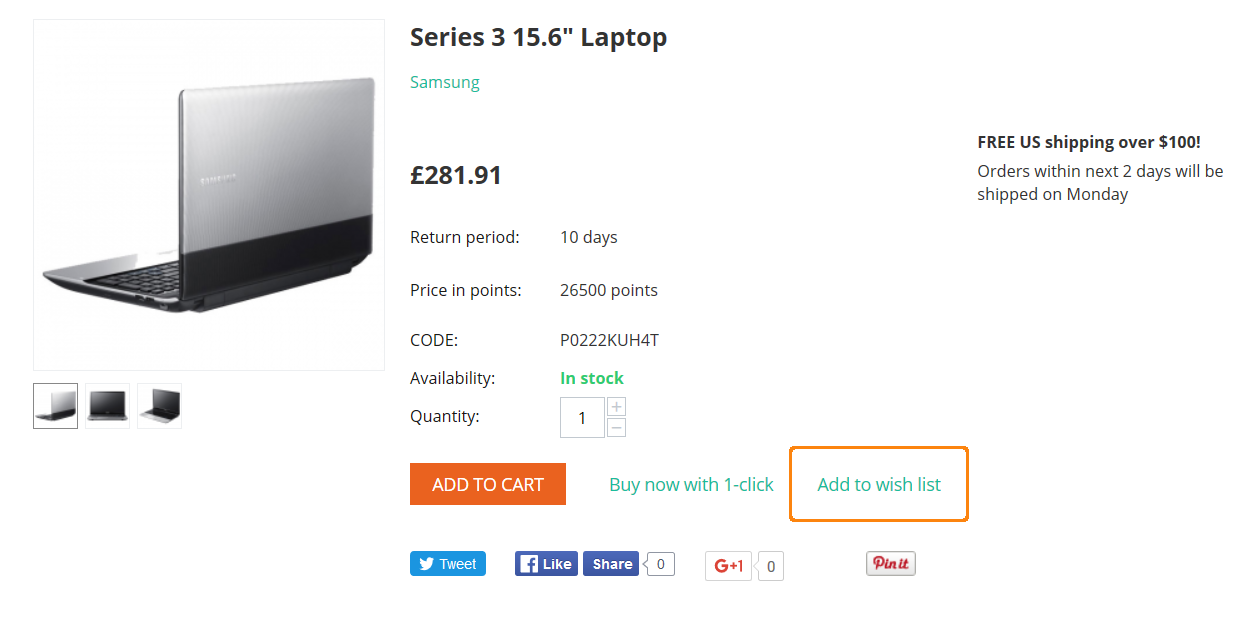 Series 3 15.6" Laptop
Samsung
FREE US shipping over $100!
Orders within next 2 days will be
shipped on Monday
£281.91
Return period: 10 days
Price in points: 26500 points
CODE: P0222KUH4T
Availability: In stock
Quantity: 1 + −
ADD TO CART Buy now with 1-click Add to wish list
Tweet Like Share 0 G+1 0 Pin it
SAMSUNG